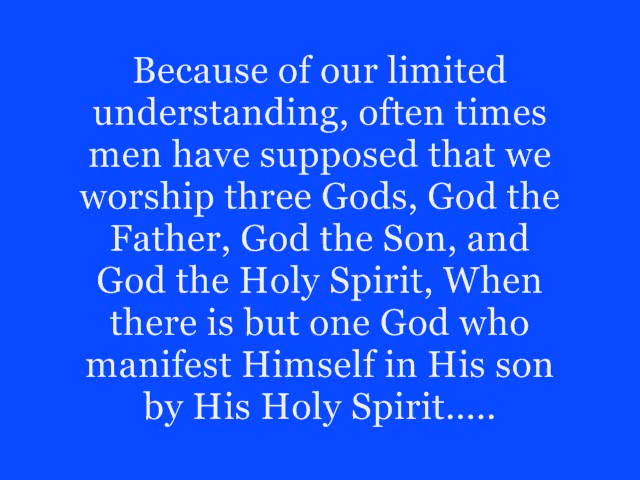 Because of our limited
understanding, often times
men have supposed that we
worship three Gods, God the
Father, God the Son, and
God the Holy Spirit, When
there is but one God who
manifest Himself in His son
by His Holy Spirit.....